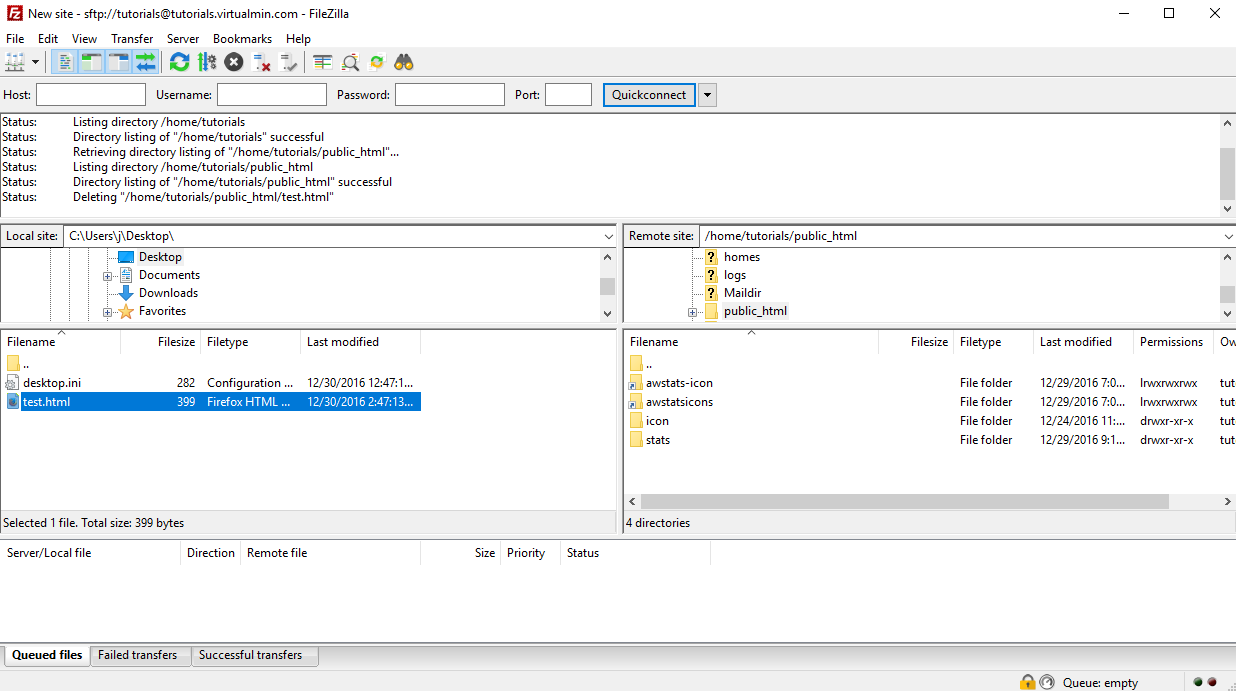 New site - sftp://tutorials@tutorials.virtualmin.com - FileZilla
File Edit View Transfer Server Bookmarks Help
Host: Username: Password: Port: Quickconnect
Status: Listing directory /home/tutorials
Status: Directory listing of "/home/tutorials" successful
Status: Retrieving directory listing of "/home/tutorials/public_html"...
Status: Listing directory /home/tutorials/public_html
Status: Directory listing of "/home/tutorials/public_html" successful
Status: Deleting "/home/tutorials/public_html/test.html"
Local site: C:\Users\j\Desktop\
Desktop
Documents
Downloads
Favorites
Filename Filesize Filetype Last modified
..
desktop.ini 282 Configuration ... 12/30/2016 12:47:1...
test.html 399 Firefox HTML ... 12/30/2016 2:47:13...
Selected 1 file. Total size: 399 bytes
Remote site: /home/tutorials/public_html
? homes
? logs
? Maildir
public_html
Filename Filesize Filetype Last modified Permissions Ow
..
awstats-icon File folder 12/29/2016 7:0... lrwxrwxrwx tut
awstatsicons File folder 12/29/2016 7:0... lrwxrwxrwx tut
icon File folder 12/24/2016 11:... drwxr-xr-x tut
stats File folder 12/29/2016 9:1... drwxr-xr-x tut
4 directories
Server/Local file Direction Remote file Size Priority Status
Queued files Failed transfers Successful transfers
Queue: empty